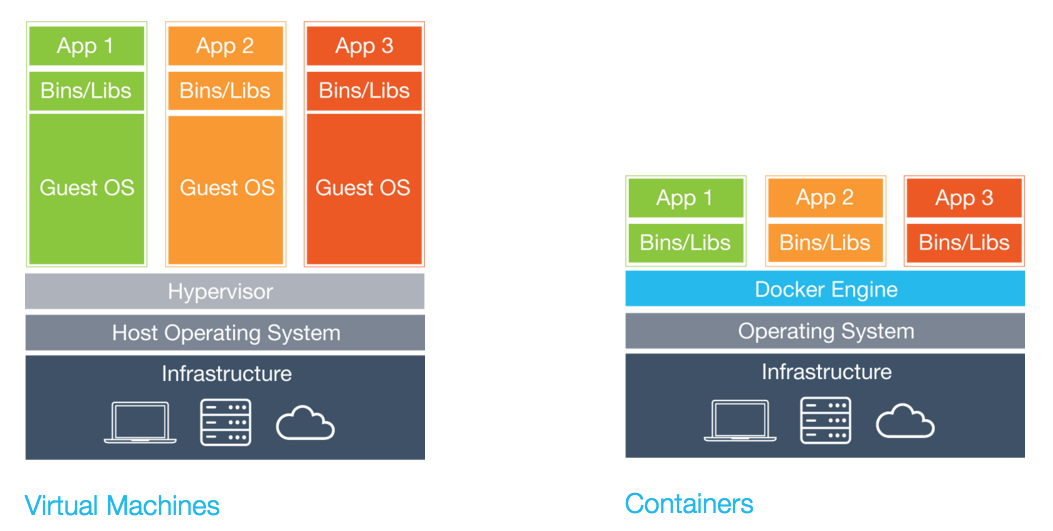 App 1
App 2
App 3
Bins/Libs
Bins/Libs
Bins/Libs
Guest OS
Guest OS
Guest OS
Hypervisor
Host Operating System
Infrastructure
Virtual Machines
App 1
App 2
App 3
Bins/Libs
Bins/Libs
Bins/Libs
Docker Engine
Operating System
Infrastructure
Containers